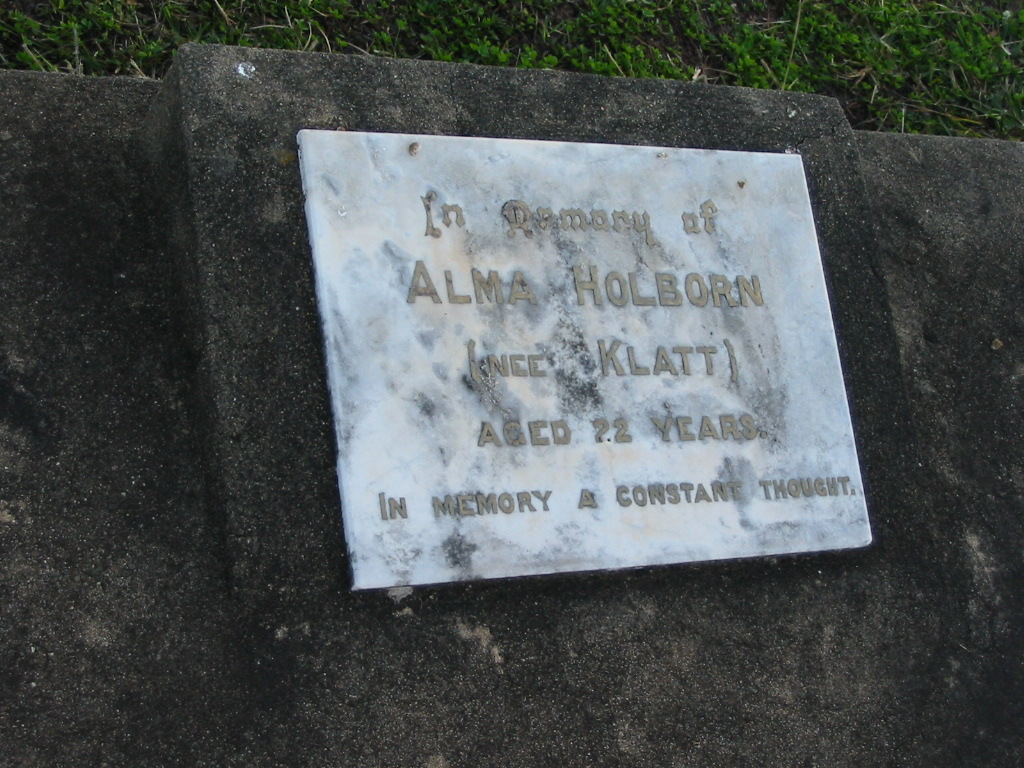 In Memory of
ALMA HOLBORN
(NEE KLATT)
AGED 22 YEARS.
IN MEMORY A CONSTANT THOUGHT.